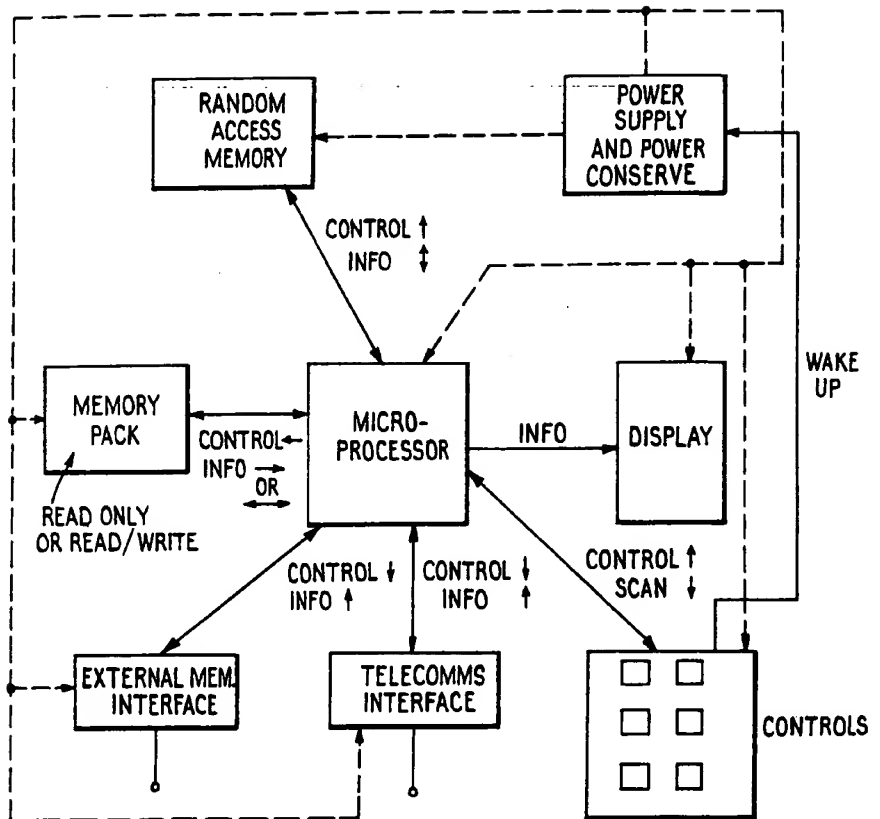 RANDOM
ACCESS
MEMORY
POWER
SUPPLY
AND POWER
CONSERVE
CONTROL ↑
INFO ↕
WAKE
UP
MEMORY
PACK
CONTROL ←
INFO →
OR
↔
MICRO-
PROCESSOR
INFO
DISPLAY
READ ONLY
OR READ/WRITE
CONTROL ↓
INFO ↑
CONTROL ↓
INFO ↑
CONTROL ↑
SCAN ↓
EXTERNAL MEM.
INTERFACE
TELECOMMS
INTERFACE
CONTROLS